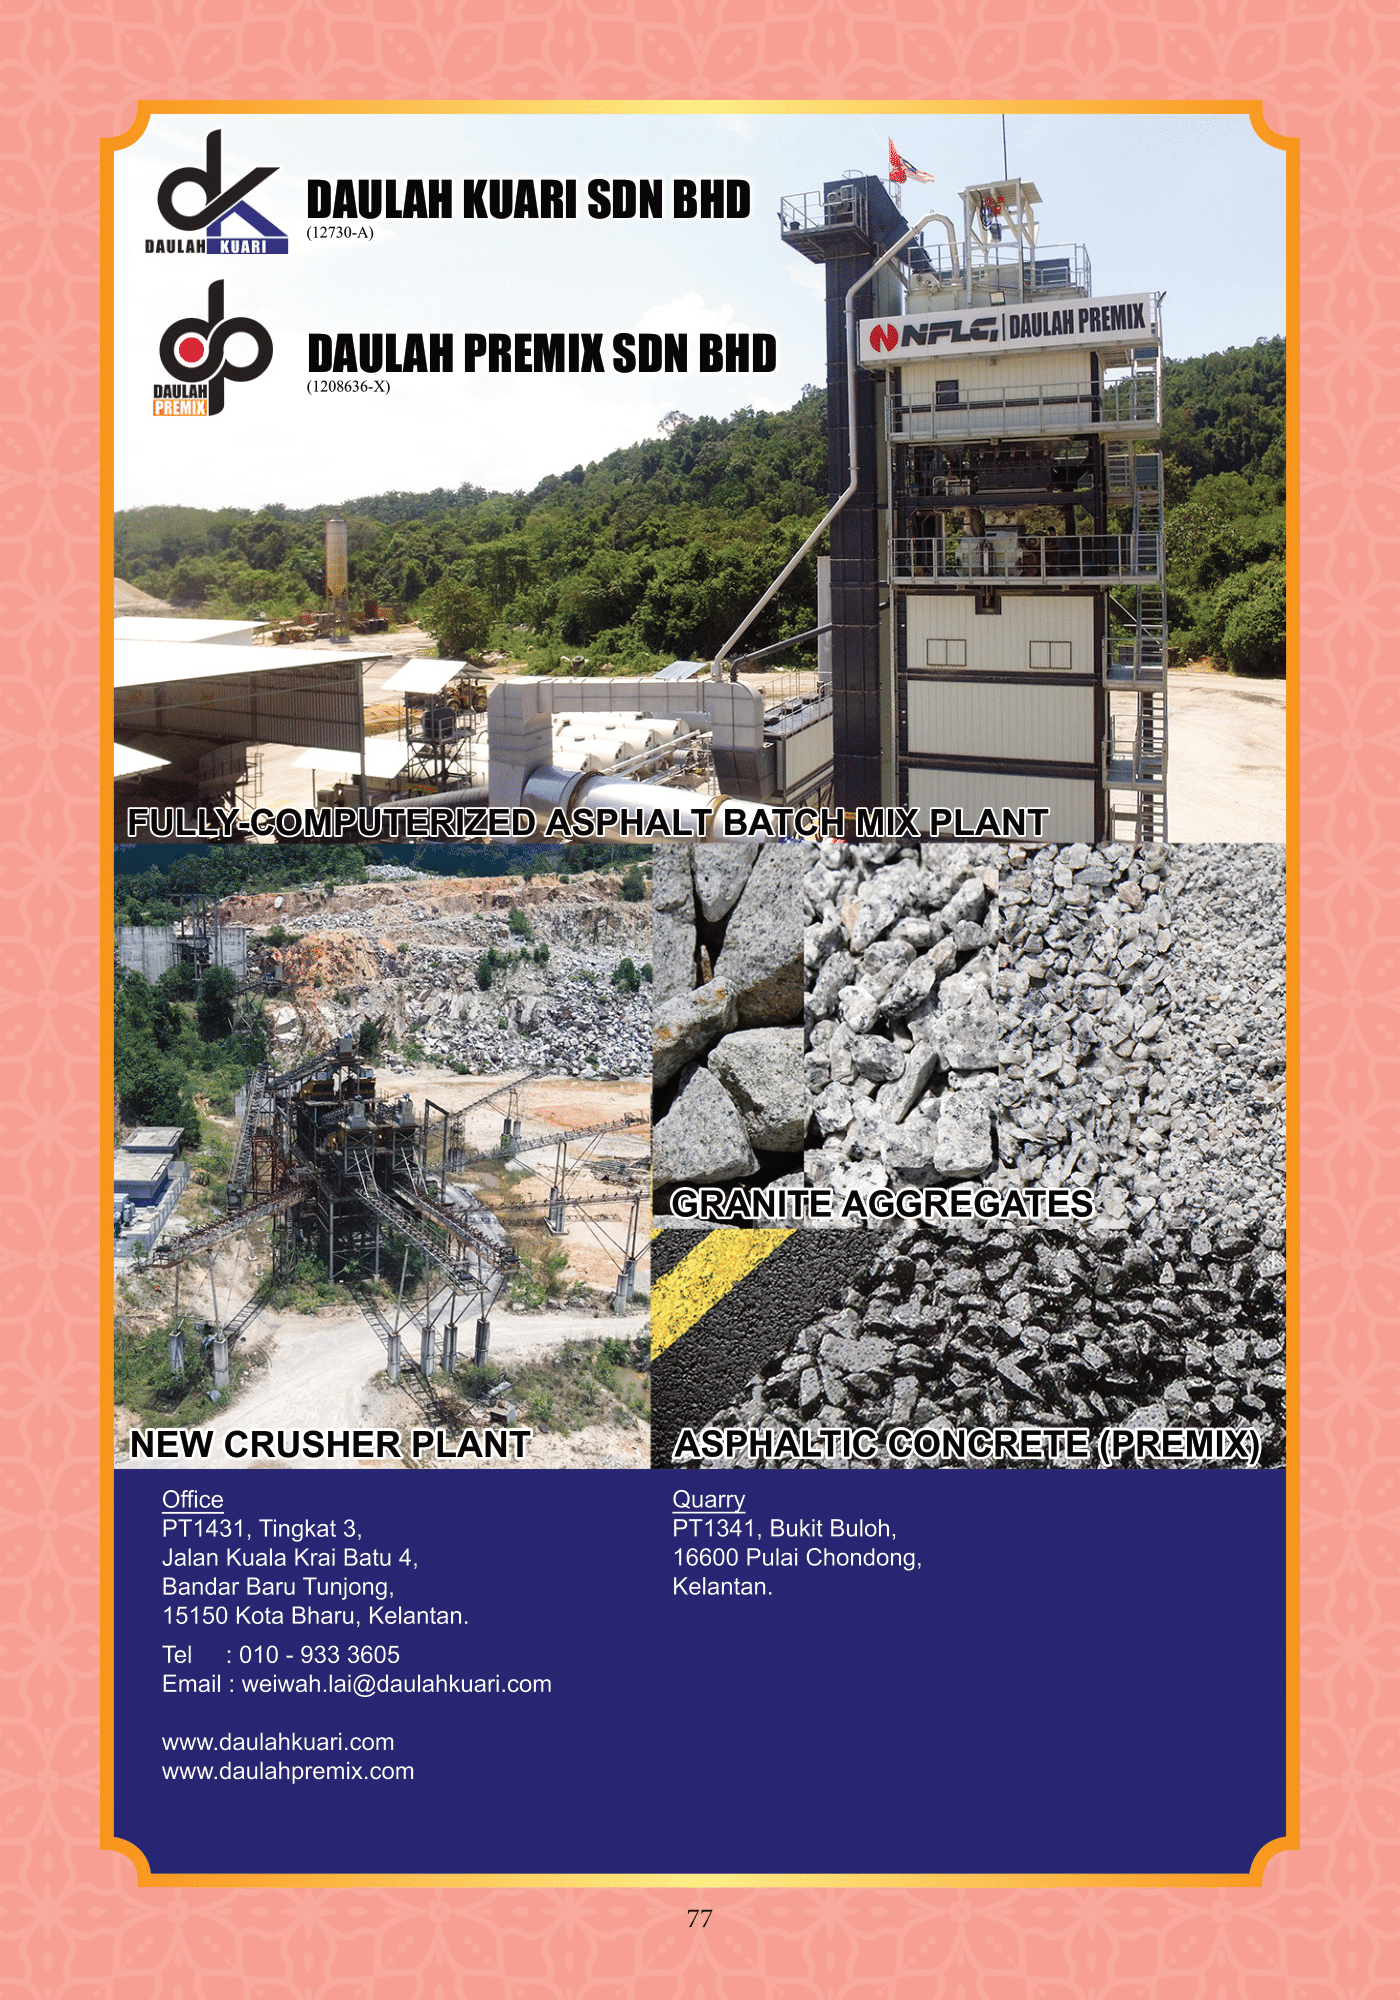 DAULAH KUARI
DAULAH KUARI SDN BHD
(12730-A)
DAULAH
PREMIX
DAULAH PREMIX SDN BHD
(1208636-X)
NFLG | DAULAH PREMIX
FULLY-COMPUTERIZED ASPHALT BATCH MIX PLANT
GRANITE AGGREGATES
NEW CRUSHER PLANT
ASPHALTIC CONCRETE (PREMIX)
Office
PT1431, Tingkat 3,
Jalan Kuala Krai Batu 4,
Bandar Baru Tunjong,
15150 Kota Bharu, Kelantan.
Tel : 010 - 933 3605
Email : weiwah.lai@daulahkuari.com
www.daulahkuari.com
www.daulahpremix.com
Quarry
PT1341, Bukit Buloh,
16600 Pulai Chondong,
Kelantan.
77